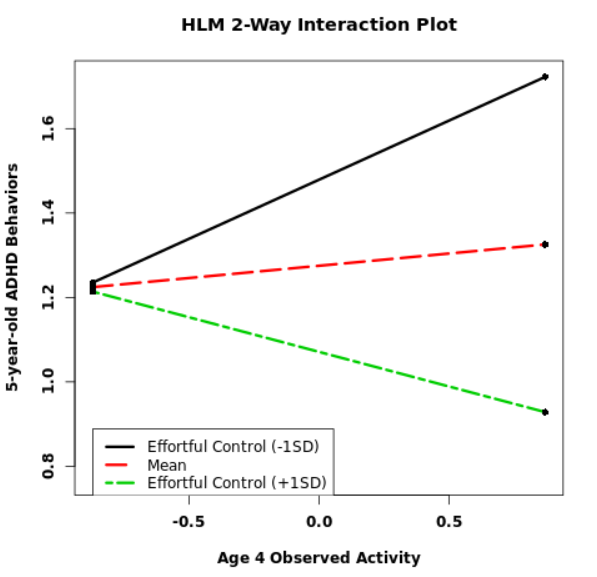 HLM 2-Way Interaction Plot
5-year-old ADHD Behaviors
1.6
1.4
1.2
1.0
0.8
Effortful Control (-1SD)
Mean
Effortful Control (+1SD)
-0.5 0.0 0.5
Age 4 Observed Activity